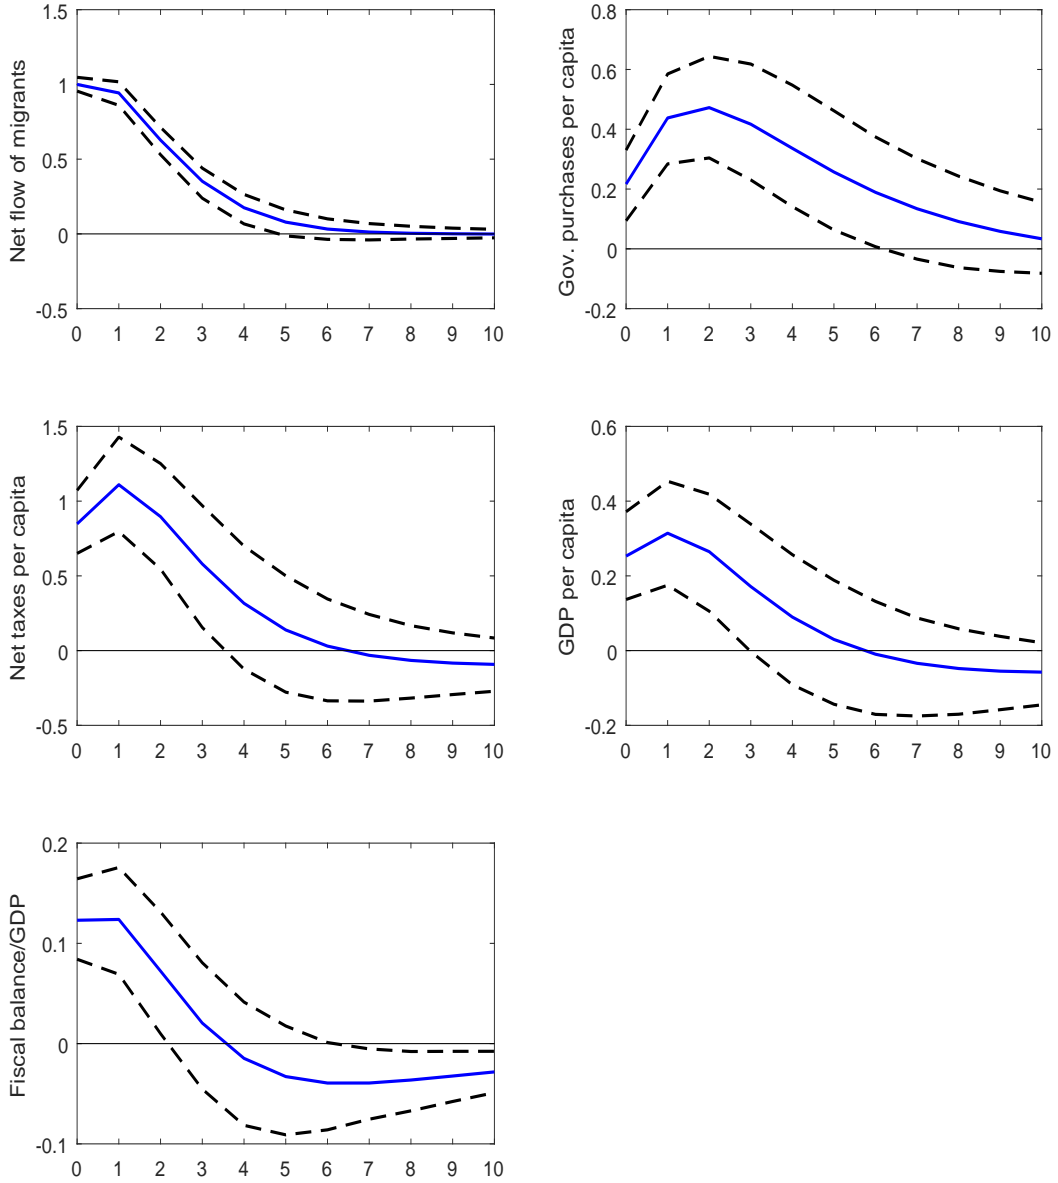 Net flow of migrants
1.5
1
0.5
0
-0.5
0 1 2 3 4 5 6 7 8 9 10
Gov. purchases per capita
0.8
0.6
0.4
0.2
0
-0.2
0 1 2 3 4 5 6 7 8 9 10
Net taxes per capita
1.5
1
0.5
0
-0.5
0 1 2 3 4 5 6 7 8 9 10
GDP per capita
0.6
0.4
0.2
0
-0.2
0 1 2 3 4 5 6 7 8 9 10
Fiscal balance/GDP
0.2
0.1
0
-0.1
0 1 2 3 4 5 6 7 8 9 10